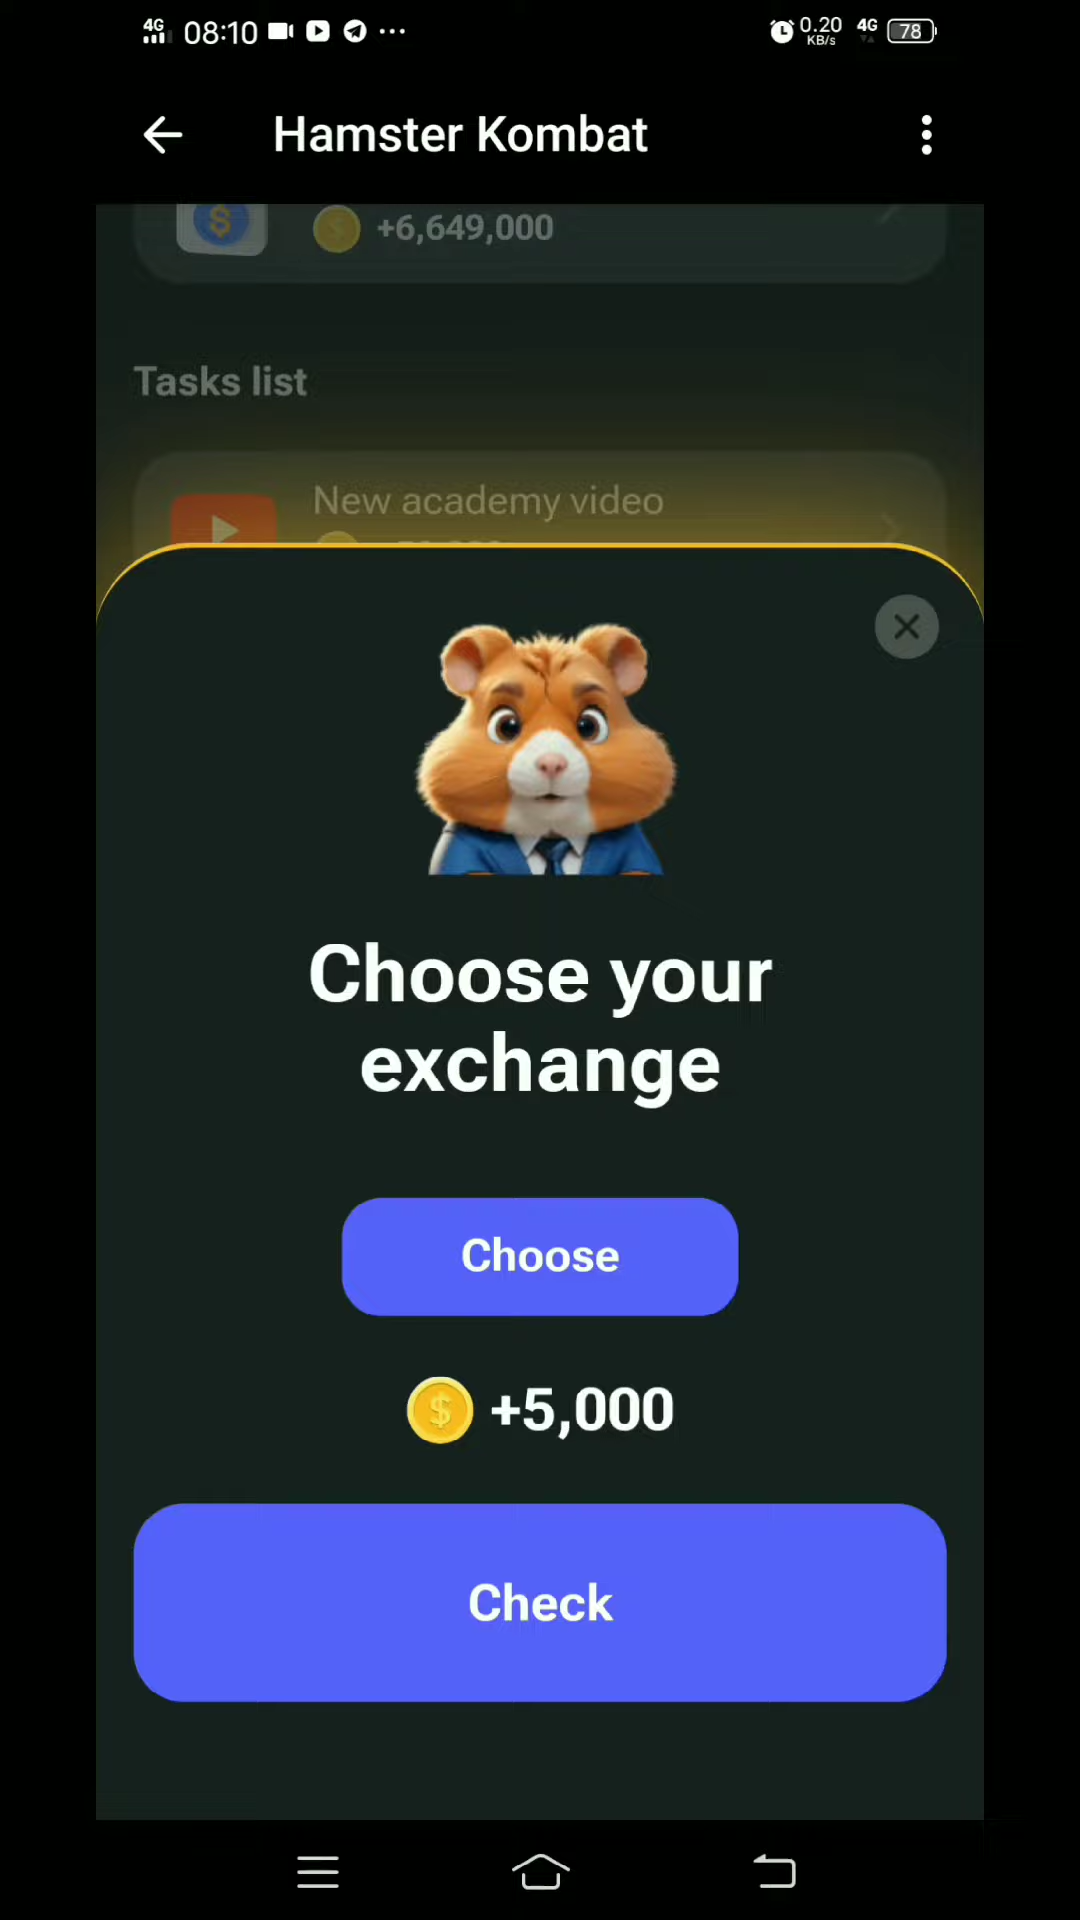 4G 08:10 0.20 KB/s 4G 78
Hamster Kombat
$ +6,649,000
Tasks list
New academy video
Choose your
exchange
Choose
$ +5,000
Check